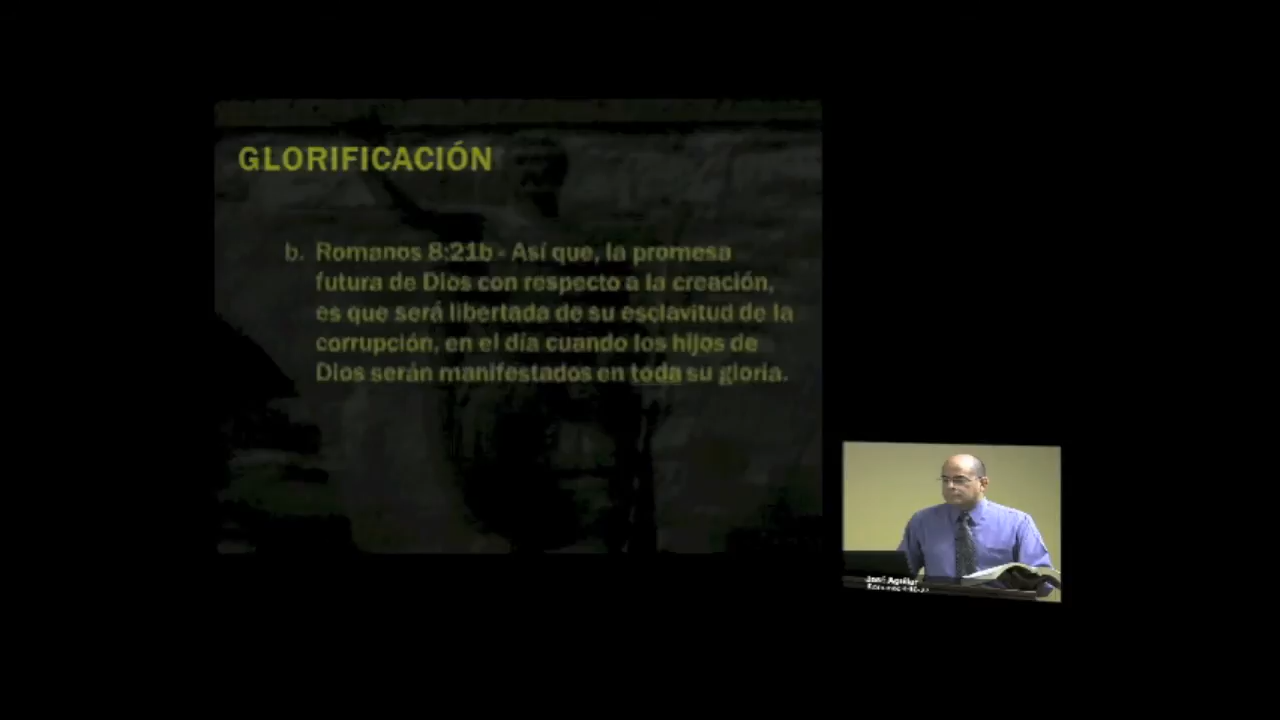 GLORIFICACIÓN
b. Romanos 8:21b - Así que, la promesa
futura de Dios con respecto a la creación,
es que será libertada de su esclavitud de la
corrupción, en el día cuando los hijos de
Dios serán manifestados en toda su gloria.
José Aguilar